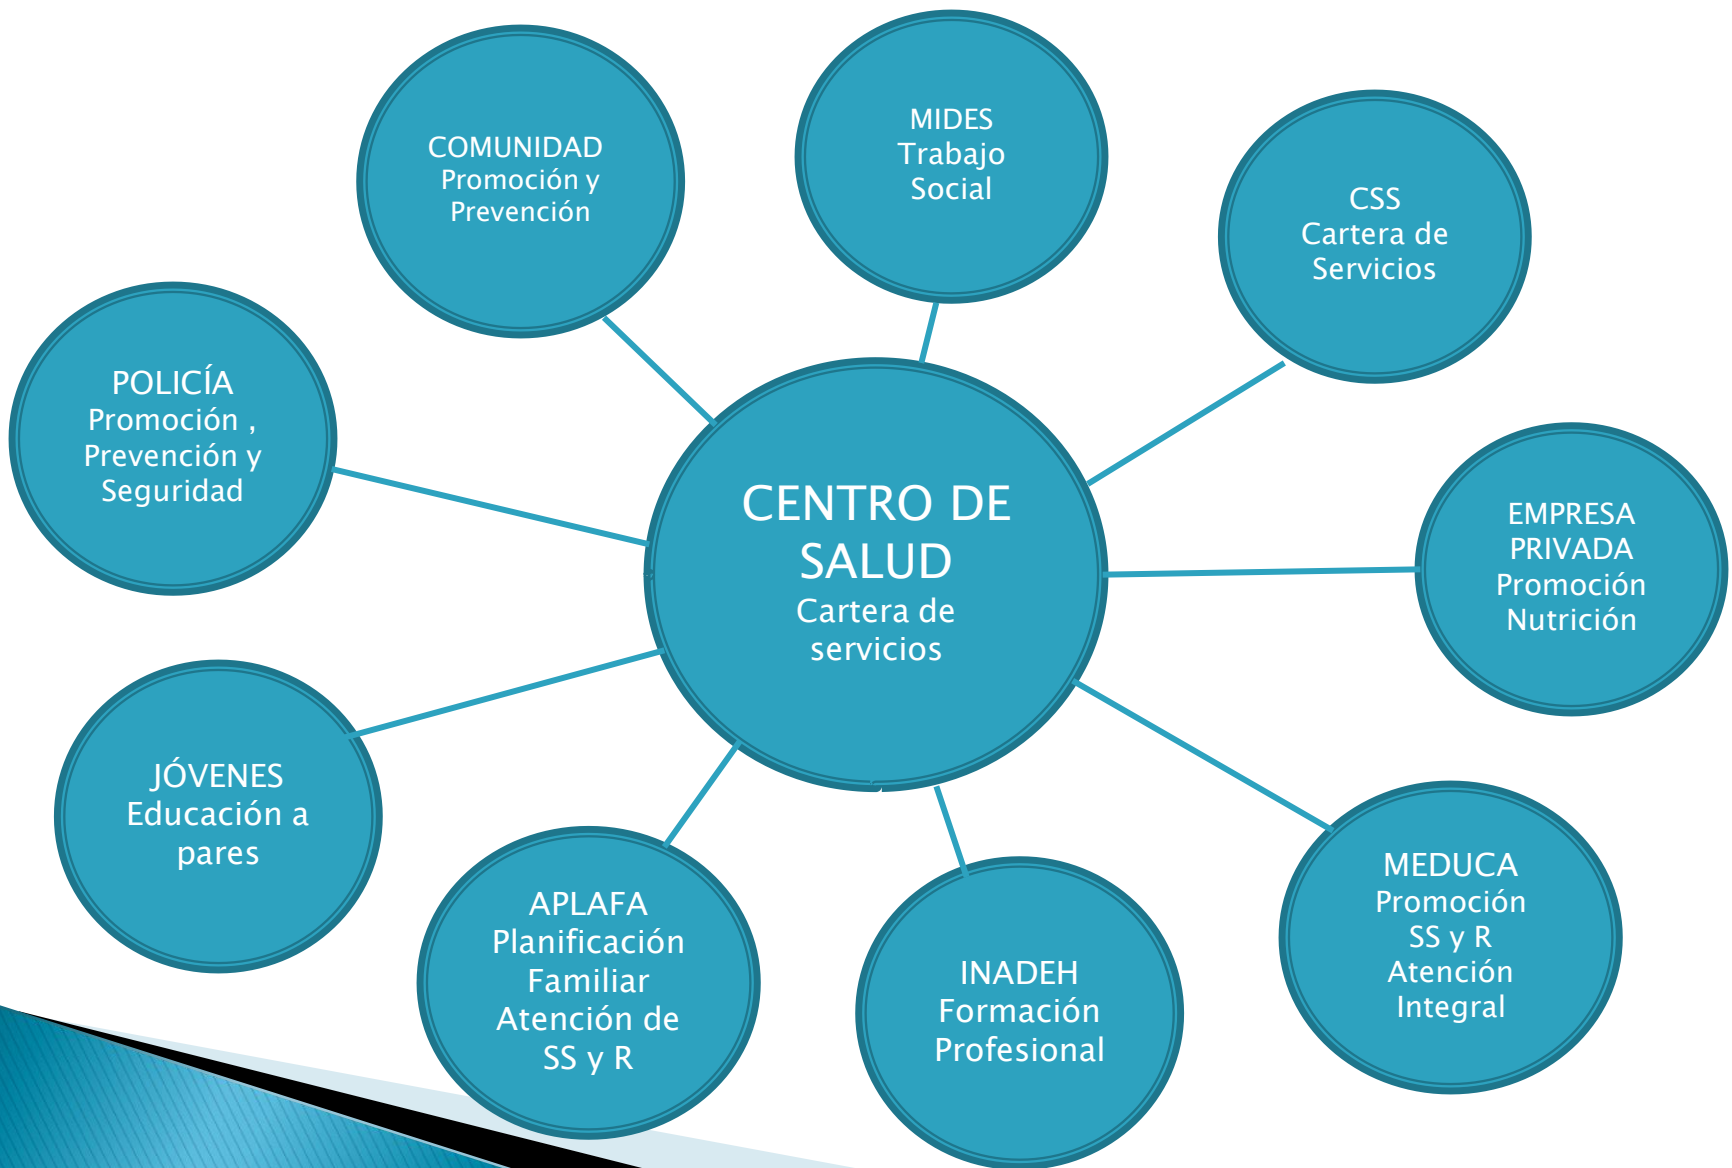 COMUNIDAD
Promoción y
Prevención
MIDES
Trabajo
Social
CSS
Cartera de
Servicios
POLICÍA
Promoción ,
Prevención y
Seguridad
CENTRO DE
SALUD
Cartera de
servicios
EMPRESA
PRIVADA
Promoción
Nutrición
JÓVENES
Educación a
pares
APLAFA
Planificación
Familiar
Atención de
SS y R
INADEH
Formación
Profesional
MEDUCA
Promoción
SS y R
Atención
Integral